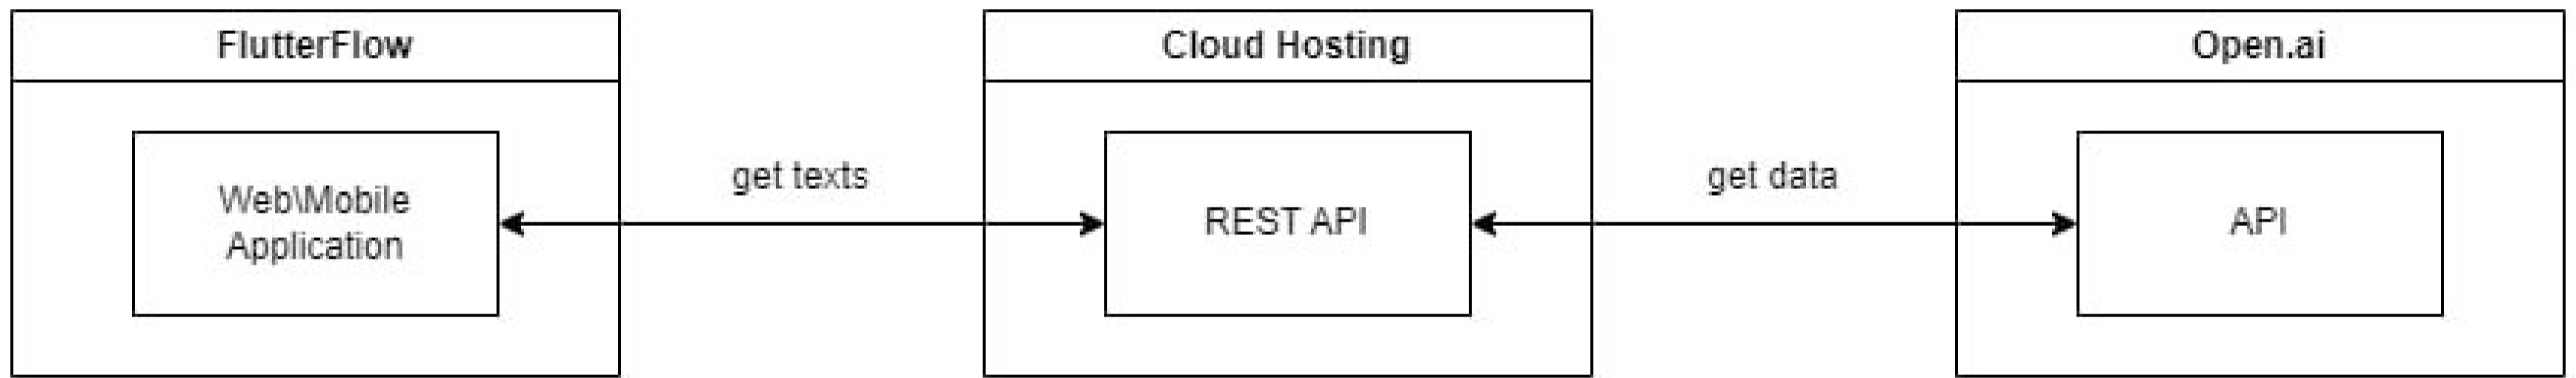 FlutterFlow
Web\Mobile
Application
get texts
Cloud Hosting
REST API
get data
Open.ai
API